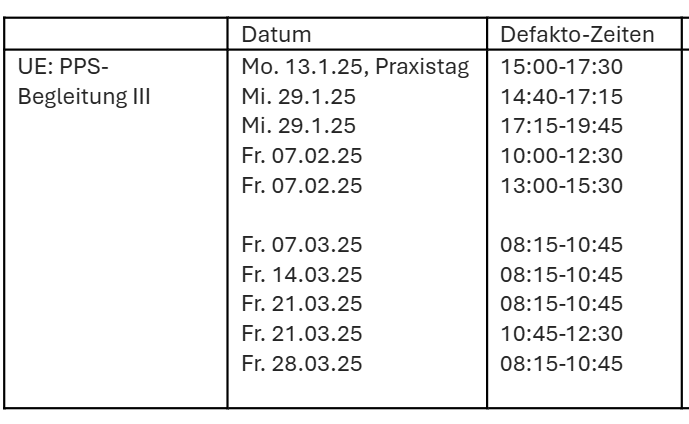 Datum Defakto-Zeiten
UE: PPS- Mo. 13.1.25, Praxistag 15:00-17:30
Begleitung III Mi. 29.1.25 14:40-17:15
Mi. 29.1.25 17:15-19:45
Fr. 07.02.25 10:00-12:30
Fr. 07.02.25 13:00-15:30
Fr. 07.03.25 08:15-10:45
Fr. 14.03.25 08:15-10:45
Fr. 21.03.25 08:15-10:45
Fr. 21.03.25 10:45-12:30
Fr. 28.03.25 08:15-10:45